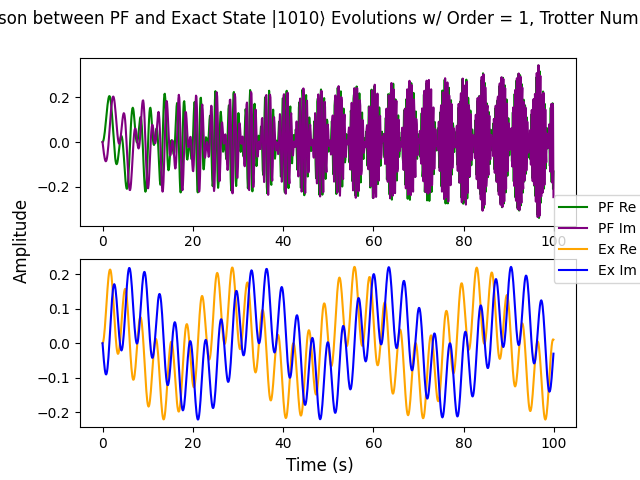 son between PF and Exact State |1010⟩ Evolutions w/ Order = 1, Trotter Num
0.2
0.0
−0.2
0 20 40 60 80 100
PF Re
PF Im
Ex Re
Ex Im
Amplitude
0.2
0.1
0.0
−0.1
−0.2
0 20 40 60 80 100
Time (s)